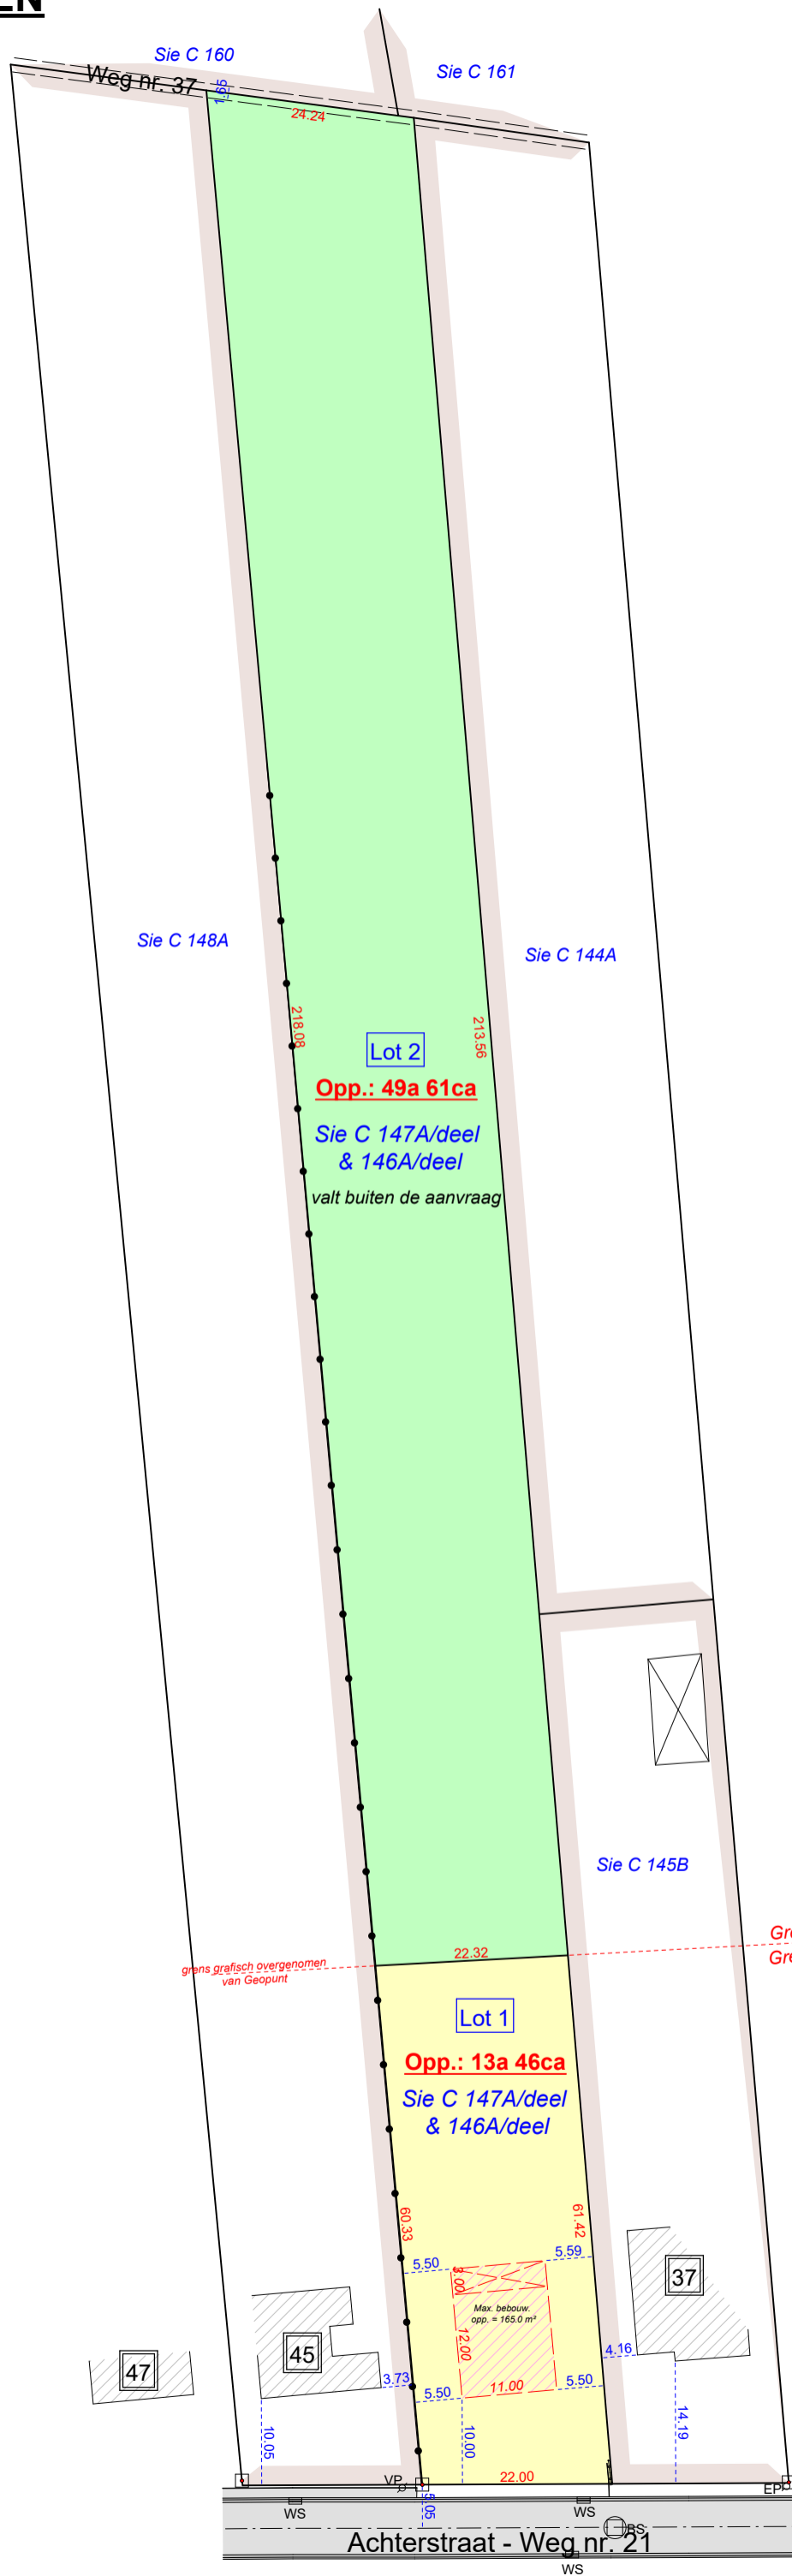 Sie C 160
Sie C 161
Weg nr. 37
1.65
24.24
Sie C 148A
Sie C 144A
218.08
213.56
Lot 2
Opp.: 49a 61ca
Sie C 147A/deel
& 146A/deel
valt buiten de aanvraag
Sie C 145B
22.32
grens grafisch overgenomen
van Geopunt
Lot 1
Opp.: 13a 46ca
Sie C 147A/deel
& 146A/deel
60.33
61.42
5.50
5.59
3.00
Max. bebouw.
opp. = 165.0 m²
12.00
11.00
37
45
47
4.16
3.73
5.50
5.50
10.05
10.00
14.19
22.00
VP
EP
5.05
WS
WS
BS
Achterstraat - Weg nr. 21
WS